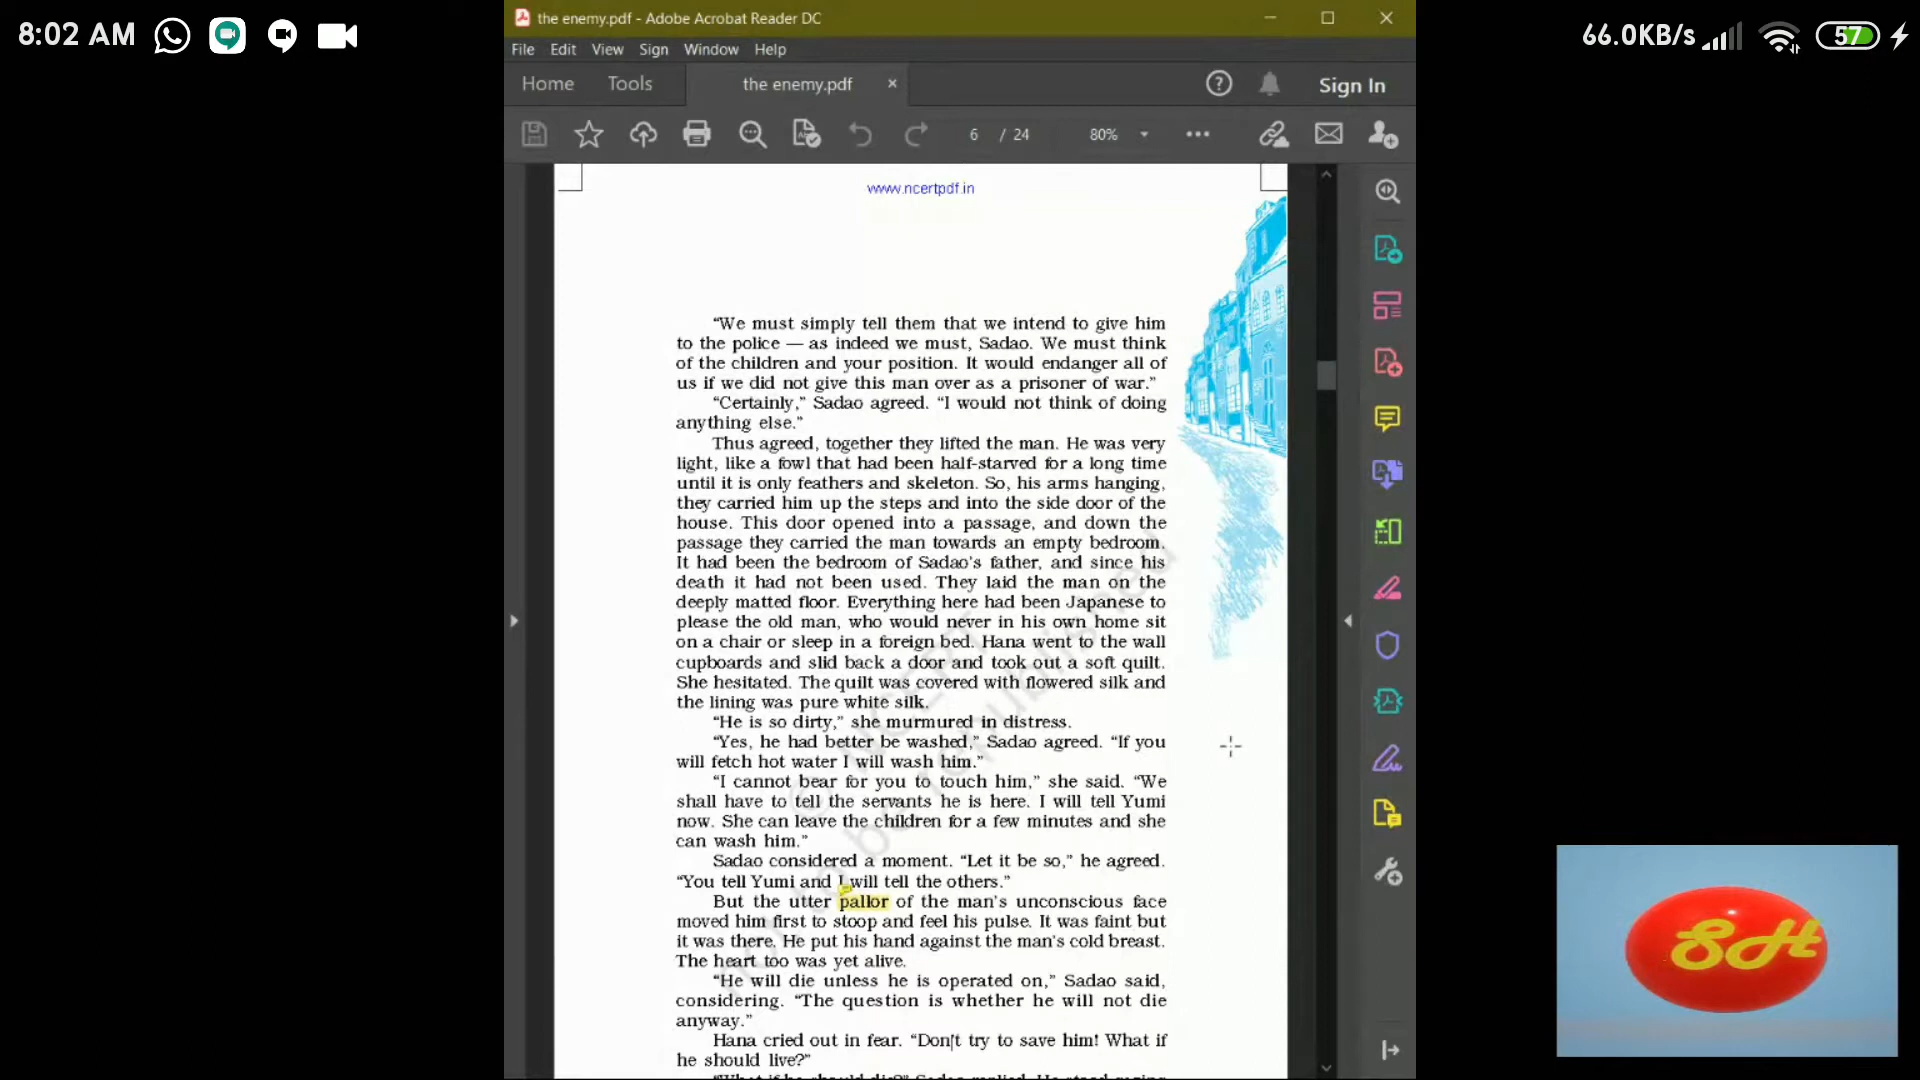 8:02 AM
66.0KB/s
57
the enemy.pdf - Adobe Acrobat Reader DC
File Edit View Sign Window Help
Home Tools the enemy.pdf × Sign In
6 / 24 80%
www.ncertpdf.in
“We must simply tell them that we intend to give him
to the police — as indeed we must, Sadao. We must think
of the children and your position. It would endanger all of
us if we did not give this man over as a prisoner of war.”
“Certainly,” Sadao agreed. “I would not think of doing
anything else.”
Thus agreed, together they lifted the man. He was very
light, like a fowl that had been half-starved for a long time
until it is only feathers and skeleton. So, his arms hanging,
they carried him up the steps and into the side door of the
house. This door opened into a passage, and down the
passage they carried the man towards an empty bedroom.
It had been the bedroom of Sadao’s father, and since his
death it had not been used. They laid the man on the
deeply matted floor. Everything here had been Japanese to
please the old man, who would never in his own home sit
on a chair or sleep in a foreign bed. Hana went to the wall
cupboards and slid back a door and took out a soft quilt.
She hesitated. The quilt was covered with flowered silk and
the lining was pure white silk.
“He is so dirty,” she murmured in distress.
“Yes, he had better be washed,” Sadao agreed. “If you
will fetch hot water I will wash him.”
“I cannot bear for you to touch him,” she said. “We
shall have to tell the servants he is here. I will tell Yumi
now. She can leave the children for a few minutes and she
can wash him.”
Sadao considered a moment. “Let it be so,” he agreed.
“You tell Yumi and I will tell the others.”
But the utter pallor of the man’s unconscious face
moved him first to stoop and feel his pulse. It was faint but
it was there. He put his hand against the man’s cold breast.
The heart too was yet alive.
“He will die unless he is operated on,” Sadao said,
considering. “The question is whether he will not die
anyway.”
Hana cried out in fear. “Don’t try to save him! What if
he should live?”
“What if he should die?” Sadao replied. He stood gazing
© NCERT
not to be republished
SH